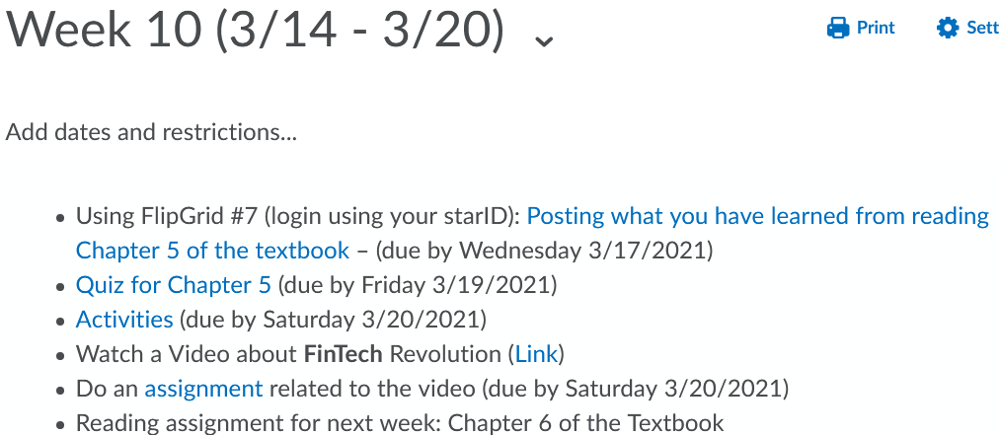 Week 10 (3/14 - 3/20)
Print
Sett
Add dates and restrictions...
• Using FlipGrid #7 (login using your starID): Posting what you have learned from reading
Chapter 5 of the textbook – (due by Wednesday 3/17/2021)
• Quiz for Chapter 5 (due by Friday 3/19/2021)
• Activities (due by Saturday 3/20/2021)
• Watch a Video about FinTech Revolution (Link)
• Do an assignment related to the video (due by Saturday 3/20/2021)
• Reading assignment for next week: Chapter 6 of the Textbook